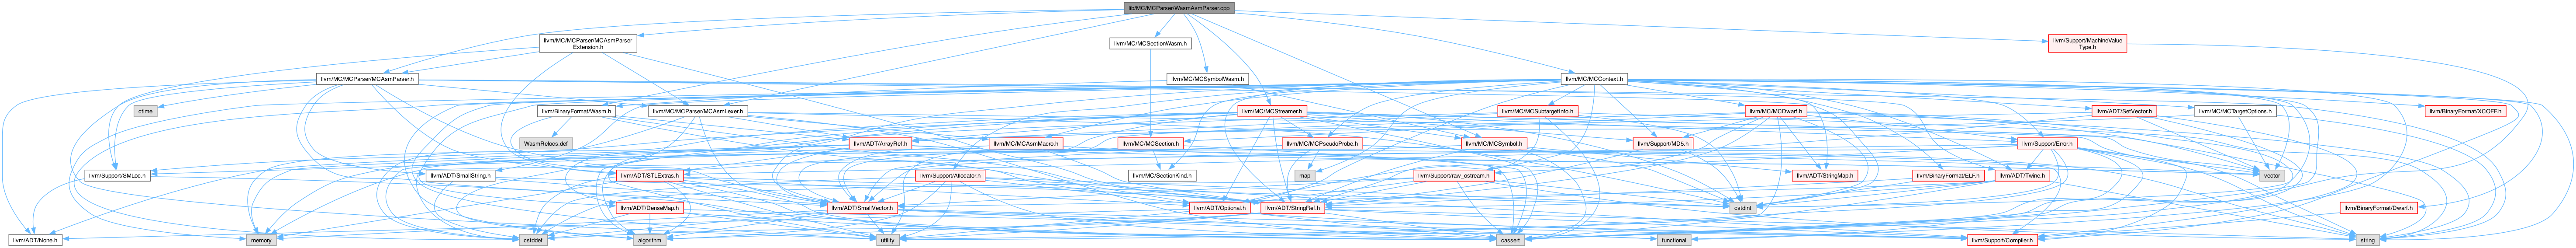 lib/MC/MCParser/WasmAsmParser.cpp
llvm/MC/MCParser/MCAsmParser
Extension.h
llvm/MC/MCSectionWasm.h
llvm/Support/MachineValue
Type.h
llvm/MC/MCParser/MCAsmParser.h
llvm/MC/MCSymbolWasm.h
llvm/MC/MCContext.h
ctime
llvm/BinaryFormat/Wasm.h
llvm/MC/MCParser/MCAsmLexer.h
llvm/MC/MCStreamer.h
llvm/MC/MCSubtargetInfo.h
llvm/MC/MCDwarf.h
llvm/ADT/SetVector.h
llvm/MC/MCTargetOptions.h
llvm/BinaryFormat/XCOFF.h
WasmRelocs.def
llvm/ADT/ArrayRef.h
llvm/MC/MCAsmMacro.h
llvm/MC/MCSection.h
llvm/MC/MCPseudoProbe.h
llvm/MC/MCSymbol.h
llvm/Support/MD5.h
llvm/Support/Error.h
llvm/Support/SMLoc.h
llvm/ADT/SmallString.h
llvm/ADT/STLExtras.h
llvm/Support/Allocator.h
llvm/MC/SectionKind.h
map
llvm/Support/raw_ostream.h
llvm/ADT/StringMap.h
llvm/BinaryFormat/ELF.h
llvm/ADT/Twine.h
vector
llvm/ADT/DenseMap.h
llvm/ADT/SmallVector.h
llvm/ADT/Optional.h
llvm/ADT/StringRef.h
cstdint
llvm/BinaryFormat/Dwarf.h
llvm/ADT/None.h
memory
cstddef
algorithm
utility
cassert
functional
llvm/Support/Compiler.h
string